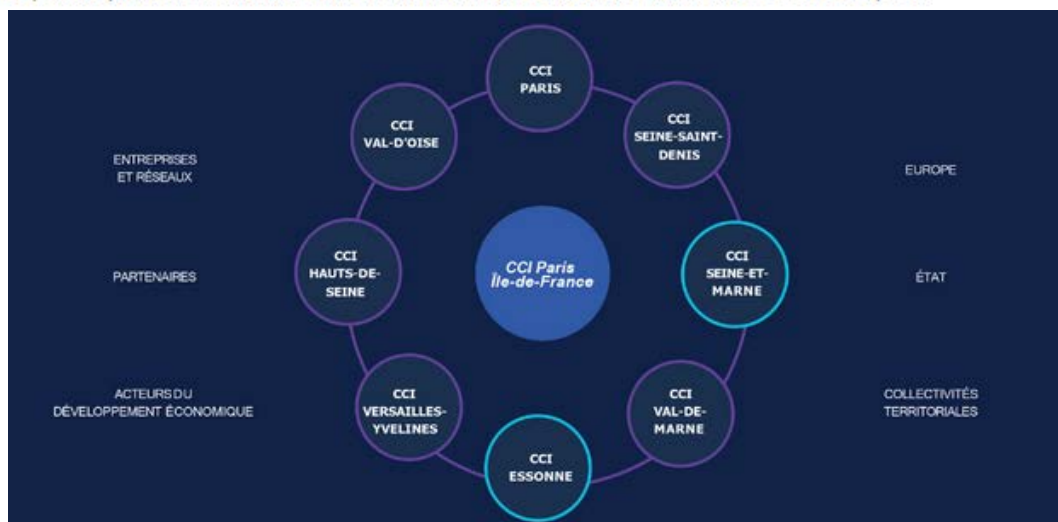 CCI
PARIS
CCI
VAL-D'OISE
CCI
SEINE-SAINT-
DENIS
ENTREPRISES
ET RÉSEAUX
EUROPE
CCI
HAUTS-DE-
SEINE
CCI Paris
Île-de-France
CCI
SEINE-ET-
MARNE
PARTENAIRES
ÉTAT
ACTEURS DU
DÉVELOPPEMENT ÉCONOMIQUE
CCI
VERSAILLES-
YVELINES
CCI
VAL-DE-
MARNE
COLLECTIVITÉS
TERRITORIALES
CCI
ESSONNE